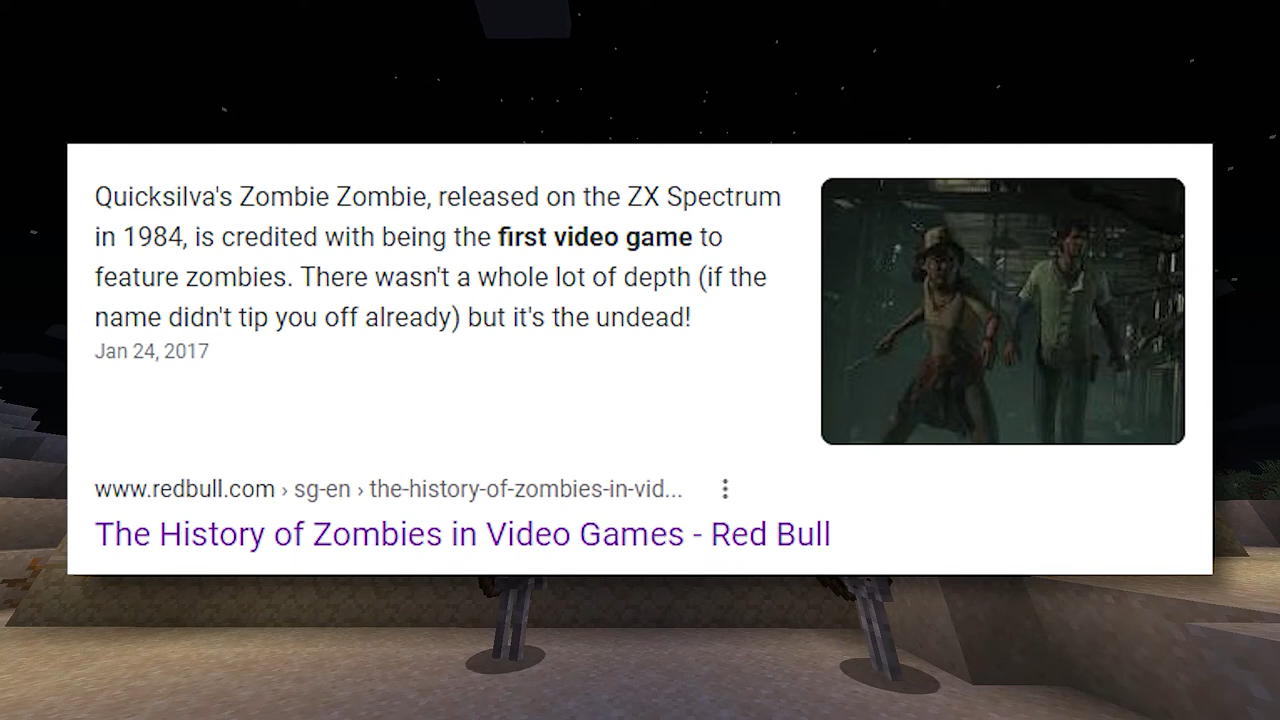 Quicksilva's Zombie Zombie, released on the ZX Spectrum
in 1984, is credited with being the first video game to
feature zombies. There wasn't a whole lot of depth (if the
name didn't tip you off already) but it's the undead!
Jan 24, 2017
www.redbull.com › sg-en › the-history-of-zombies-in-vid...
The History of Zombies in Video Games - Red Bull